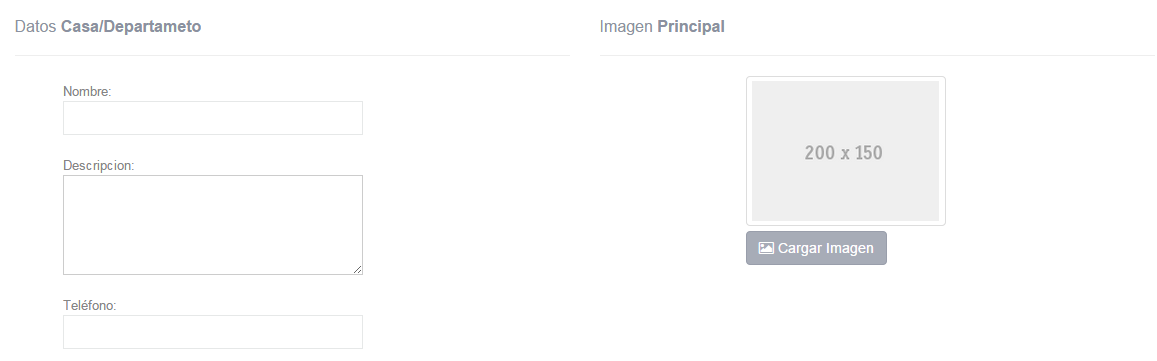 Datos Casa/Departameto
Nombre:
Descripcion:
Teléfono:
Imagen Principal
200 x 150
Cargar Imagen